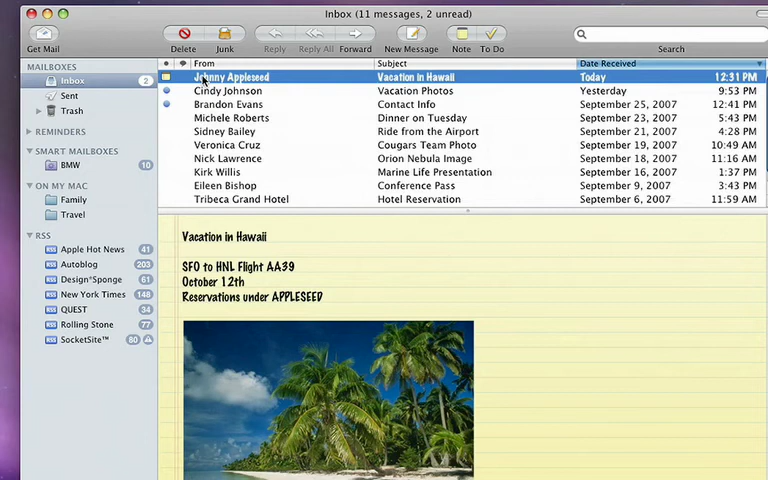 Inbox (11 messages, 2 unread)
Get Mail Delete Junk Reply Reply All Forward New Message Note To Do Search
MAILBOXES
Inbox 2
Sent
Trash
REMINDERS
SMART MAILBOXES
BMW 10
ON MY MAC
Family
Travel
RSS
RSS Apple Hot News 41
RSS Autoblog 203
RSS Design*Sponge 61
RSS New York Times 148
RSS QUEST 34
RSS Rolling Stone 77
RSS SocketSite™ 80
From Subject Date Received
Johnny Appleseed Vacation in Hawaii Today 12:31 PM
Cindy Johnson Vacation Photos Yesterday 9:53 PM
Brandon Evans Contact Info September 25, 2007 12:41 PM
Michele Roberts Dinner on Tuesday September 23, 2007 5:43 PM
Sidney Bailey Ride from the Airport September 21, 2007 4:28 PM
Veronica Cruz Cougars Team Photo September 19, 2007 10:49 AM
Nick Lawrence Orion Nebula Image September 18, 2007 11:16 AM
Kirk Willis Marine Life Presentation September 16, 2007 1:37 PM
Eileen Bishop Conference Pass September 9, 2007 3:43 PM
Tribeca Grand Hotel Hotel Reservation September 6, 2007 11:59 AM
Vacation in Hawaii
SFO to HNL Flight AA39
October 12th
Reservations under APPLESEED